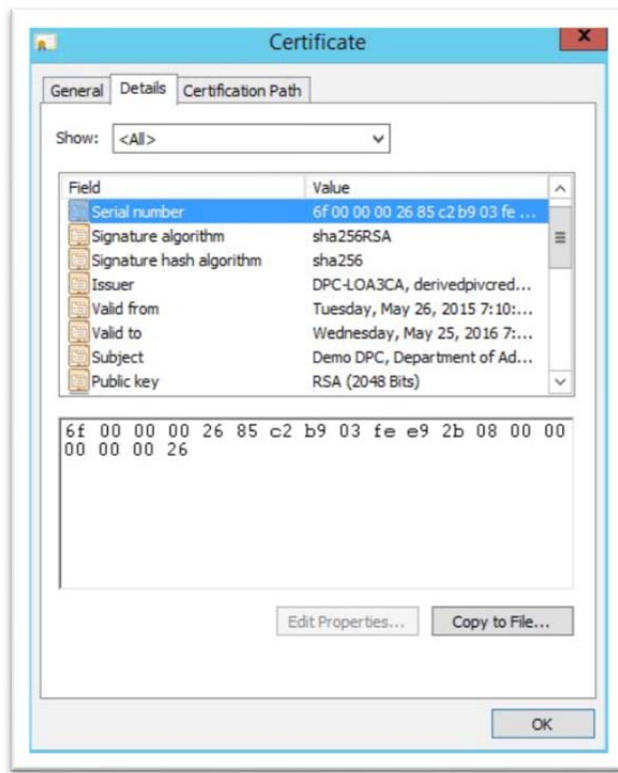 Certificate
X
General Details Certification Path
Show: <All>
Field Value
Serial number 6f 00 00 00 26 85 c2 b9 03 fe ...
Signature algorithm sha256RSA
Signature hash algorithm sha256
Issuer DPC-LOA3CA, derivedpivcred...
Valid from Tuesday, May 26, 2015 7:10:...
Valid to Wednesday, May 25, 2016 7:...
Subject Demo DPC, Department of Ad...
Public key RSA (2048 Bits)
6f 00 00 00 26 85 c2 b9 03 fe e9 2b 08 00 00
00 00 00 26
Edit Properties... Copy to File...
OK